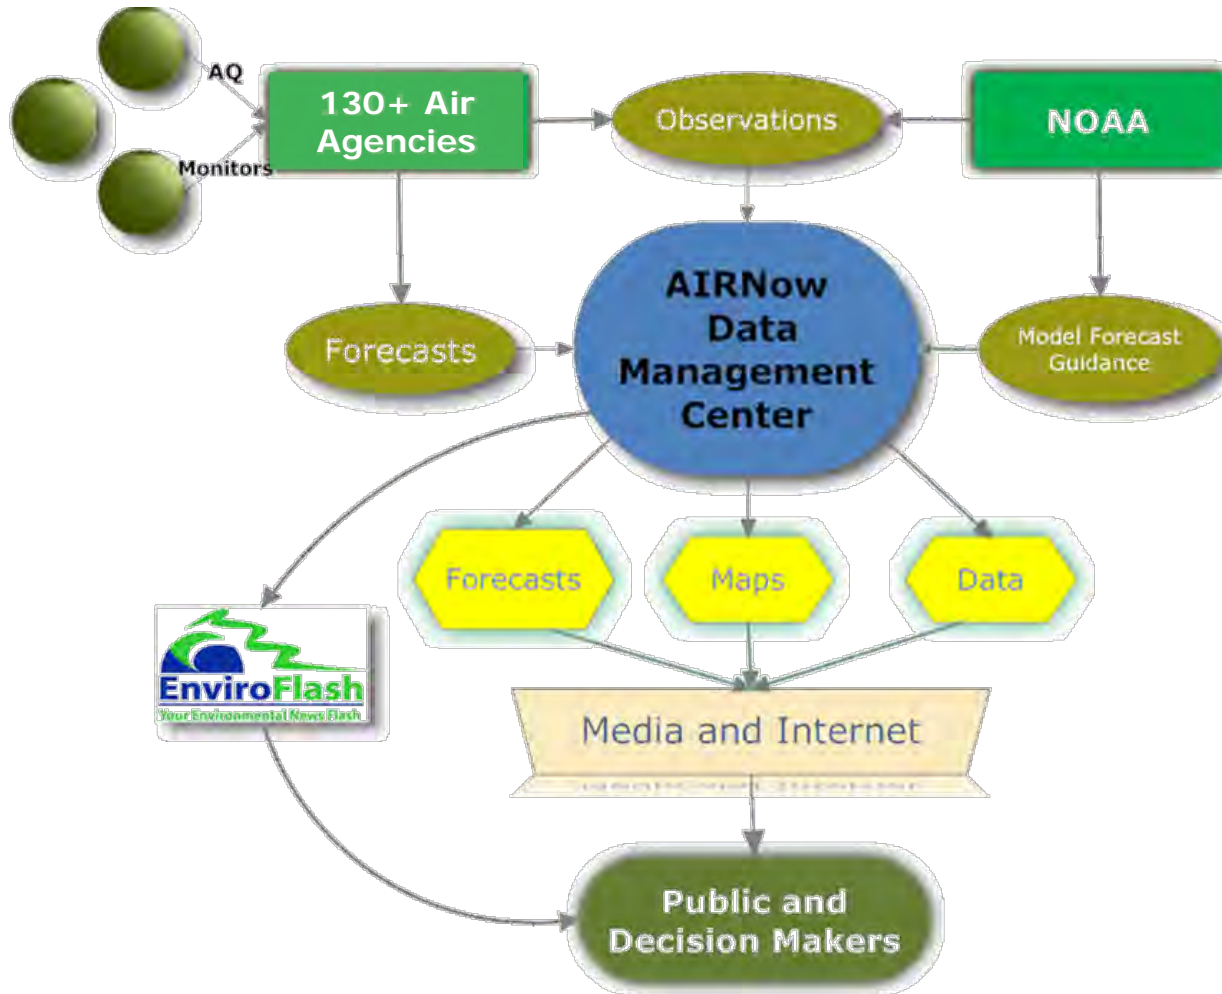 AQ
Monitors
130+ Air
Agencies
Observations
NOAA
Forecasts
AIRNow
Data
Management
Center
Model Forecast
Guidance
Forecasts
Maps
Data
EnviroFlash
Your Environmental News Flash
Media and Internet
Public and
Decision Makers